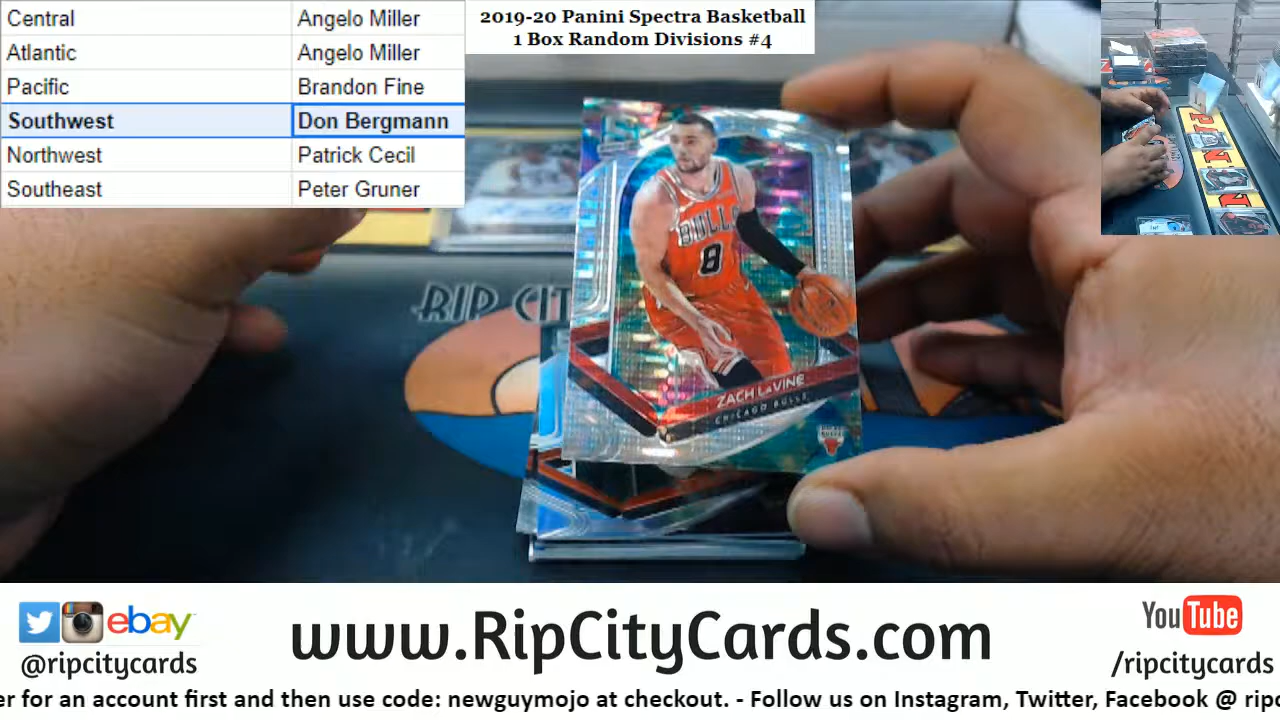 Central Angelo Miller
Atlantic Angelo Miller
Pacific Brandon Fine
Southwest Don Bergmann
Northwest Patrick Cecil
Southeast Peter Gruner
2019-20 Panini Spectra Basketball
1 Box Random Divisions #4
BULLS
8
ZACH LaVINE
CHICAGO BULLS
RIP CIT
ebay
@ripcitycards
www.RipCityCards.com
YouTube
/ripcitycards
er for an account first and then use code: newguymojo at checkout. - Follow us on Instagram, Twitter, Facebook @ ripc